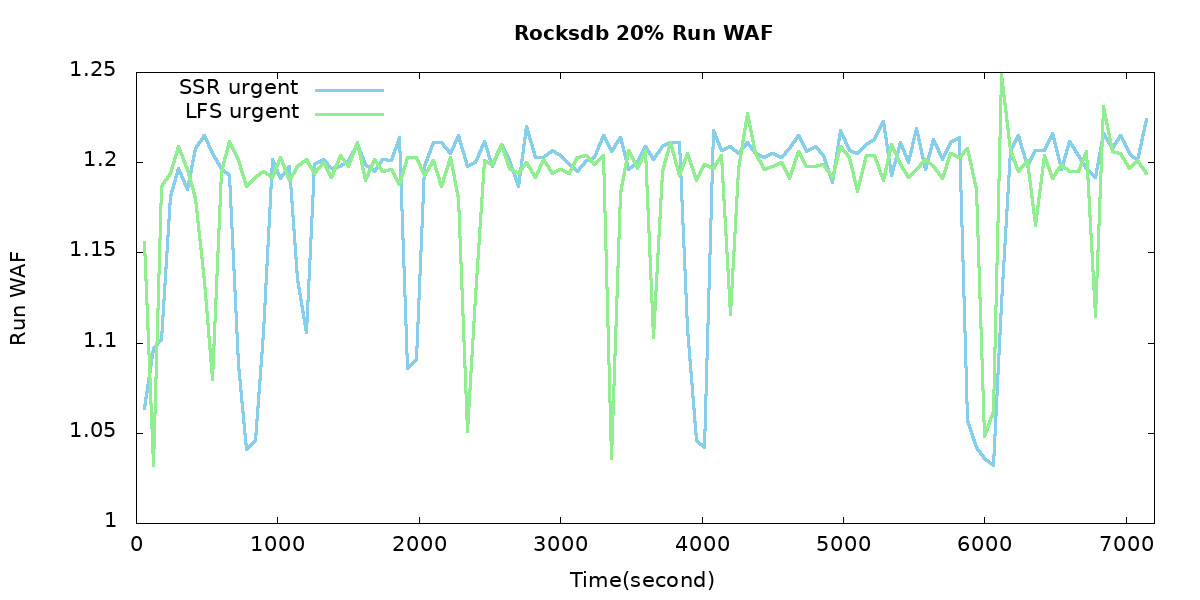 Rocksdb 20% Run WAF
SSR urgent
LFS urgent
1.25
1.2
1.15
1.1
1.05
1
Run WAF
0 1000 2000 3000 4000 5000 6000 7000
Time(second)